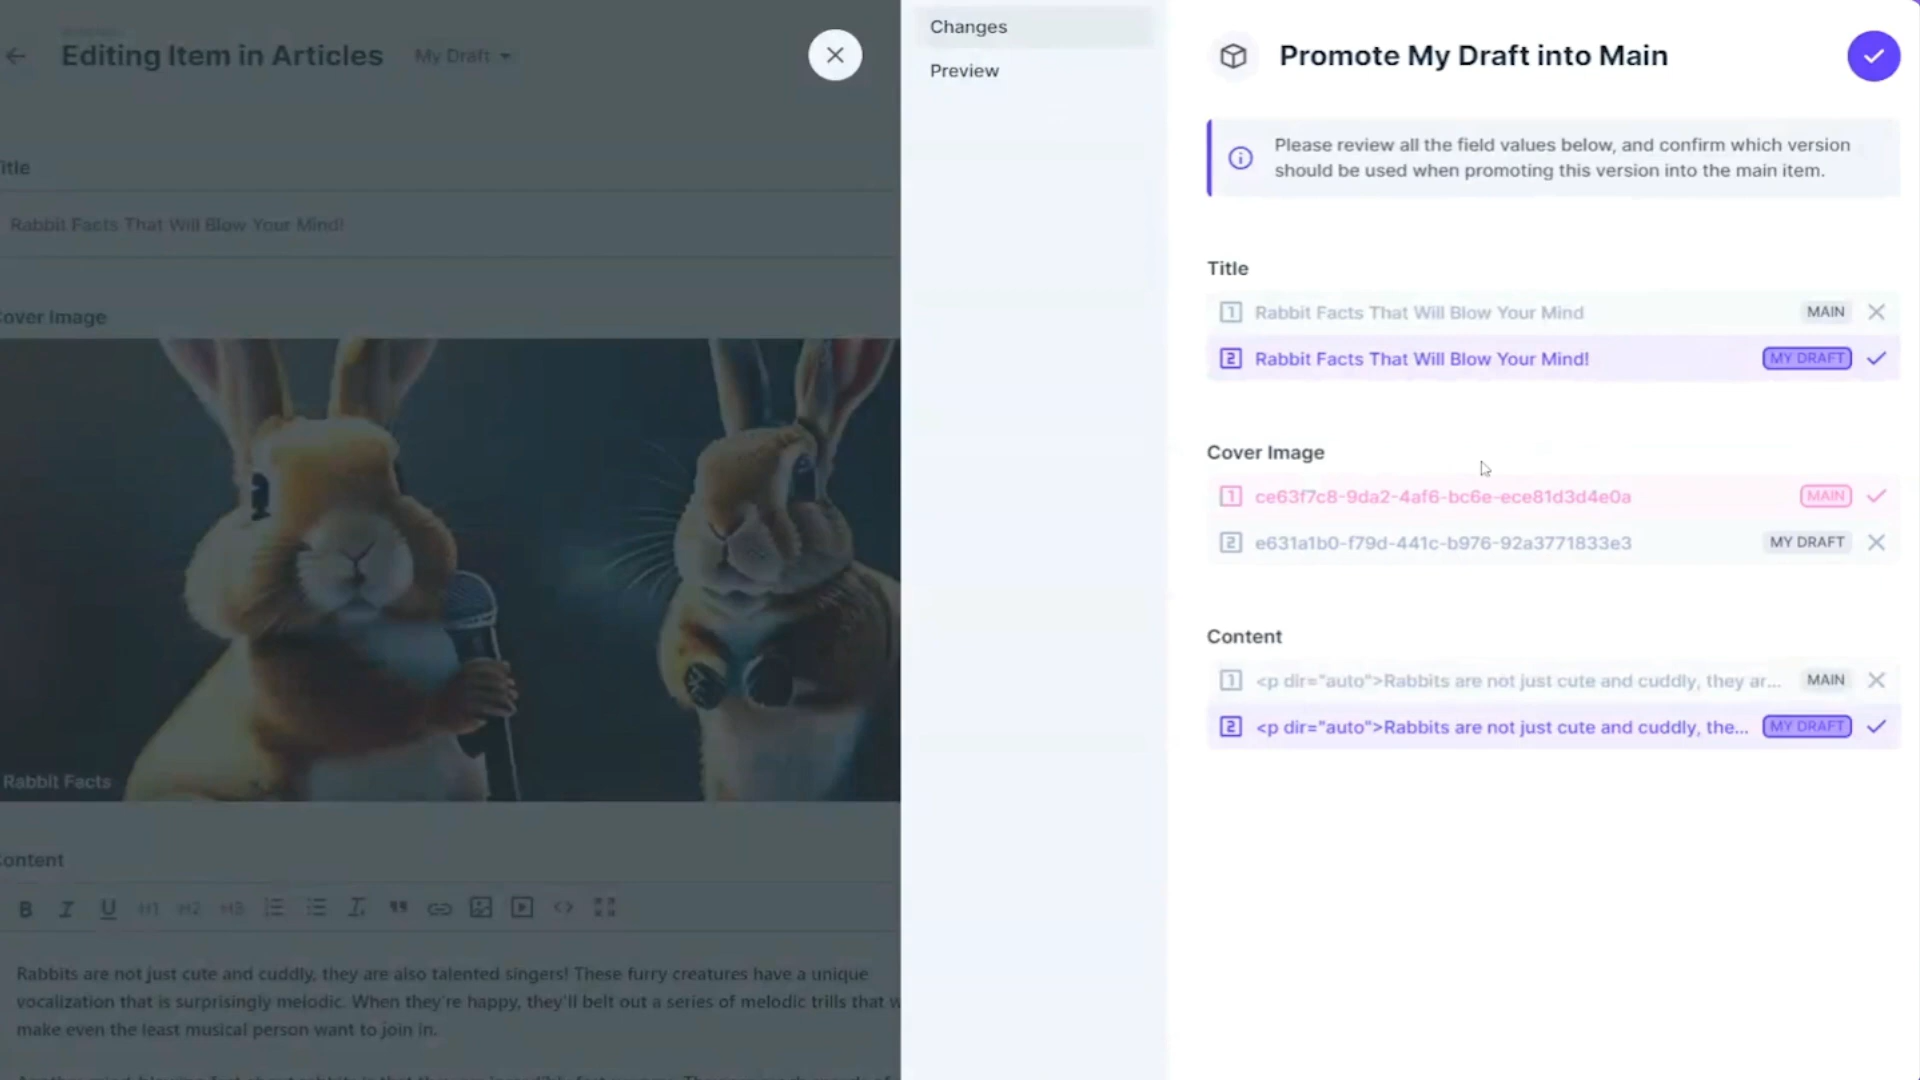 Editing Item in Articles
My Draft
itle
Rabbit Facts That Will Blow Your Mind!
over Image
Rabbit Facts
ontent
B I U H1 H2 H3
Rabbits are not just cute and cuddly, they are also talented singers! These furry creatures have a unique
vocalization that is surprisingly melodic. When they're happy, they'll belt out a series of melodic trills that w
make even the least musical person want to join in.
Changes
Preview
Promote My Draft into Main
Please review all the field values below, and confirm which version
should be used when promoting this version into the main item.
Title
1 Rabbit Facts That Will Blow Your Mind MAIN
2 Rabbit Facts That Will Blow Your Mind! MY DRAFT
Cover Image
1 ce63f7c8-9da2-4af6-bc6e-ece81d3d4e0a MAIN
2 e631a1b0-f79d-441c-b976-92a3771833e3 MY DRAFT
Content
1 <p dir="auto">Rabbits are not just cute and cuddly, they ar... MAIN
2 <p dir="auto">Rabbits are not just cute and cuddly, the... MY DRAFT